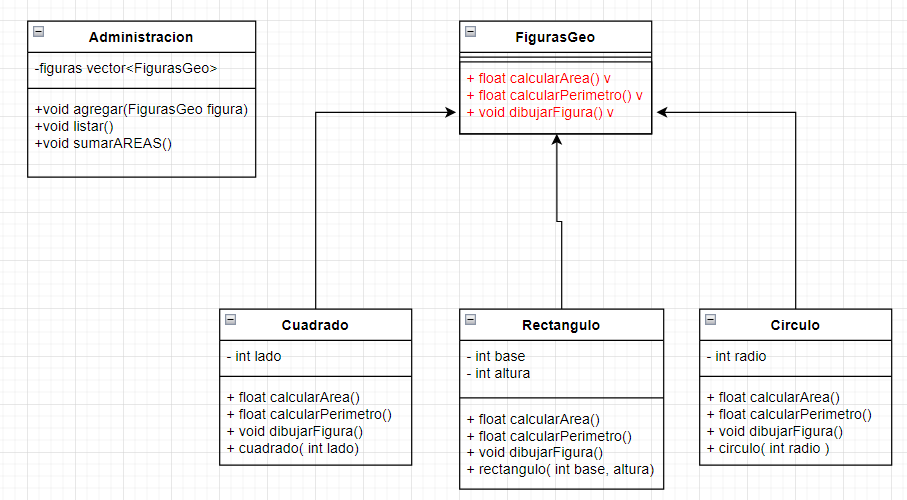 Administracion
-figuras vector<FigurasGeo>
+void agregar(FigurasGeo figura)
+void listar()
+void sumarAREAS()
FigurasGeo
+ float calcularArea() v
+ float calcularPerimetro() v
+ void dibujarFigura() v
Cuadrado
- int lado
+ float calcularArea()
+ float calcularPerimetro()
+ void dibujarFigura()
+ cuadrado( int lado)
Rectangulo
- int base
- int altura
+ float calcularArea()
+ float calcularPerimetro()
+ void dibujarFigura()
+ rectangulo( int base, altura)
Circulo
- int radio
+ float calcularArea()
+ float calcularPerimetro()
+ void dibujarFigura()
+ circulo( int radio )